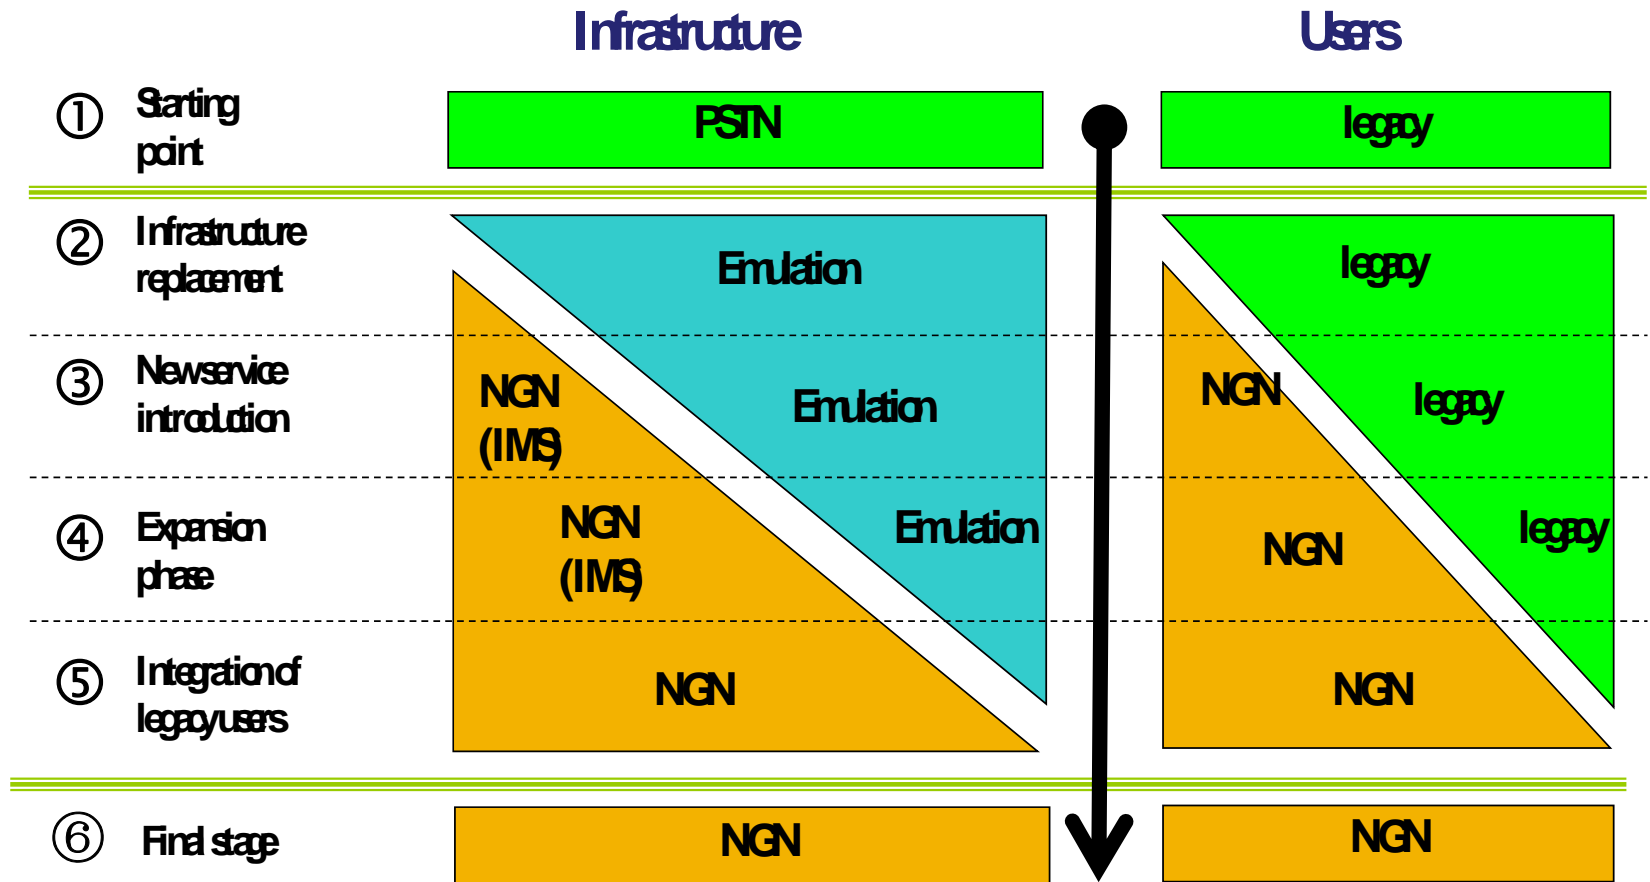 Infrastructure Users
① Starting
point
PSTN
legacy
② Infrastructure
replacement
Emulation
legacy
③ New service
introduction
NGN
(IMS)
Emulation
NGN
legacy
④ Expansion
phase
NGN
(IMS)
Emulation
NGN
legacy
⑤ Integration of
legacy users
NGN
NGN
⑥ Final stage
NGN
NGN